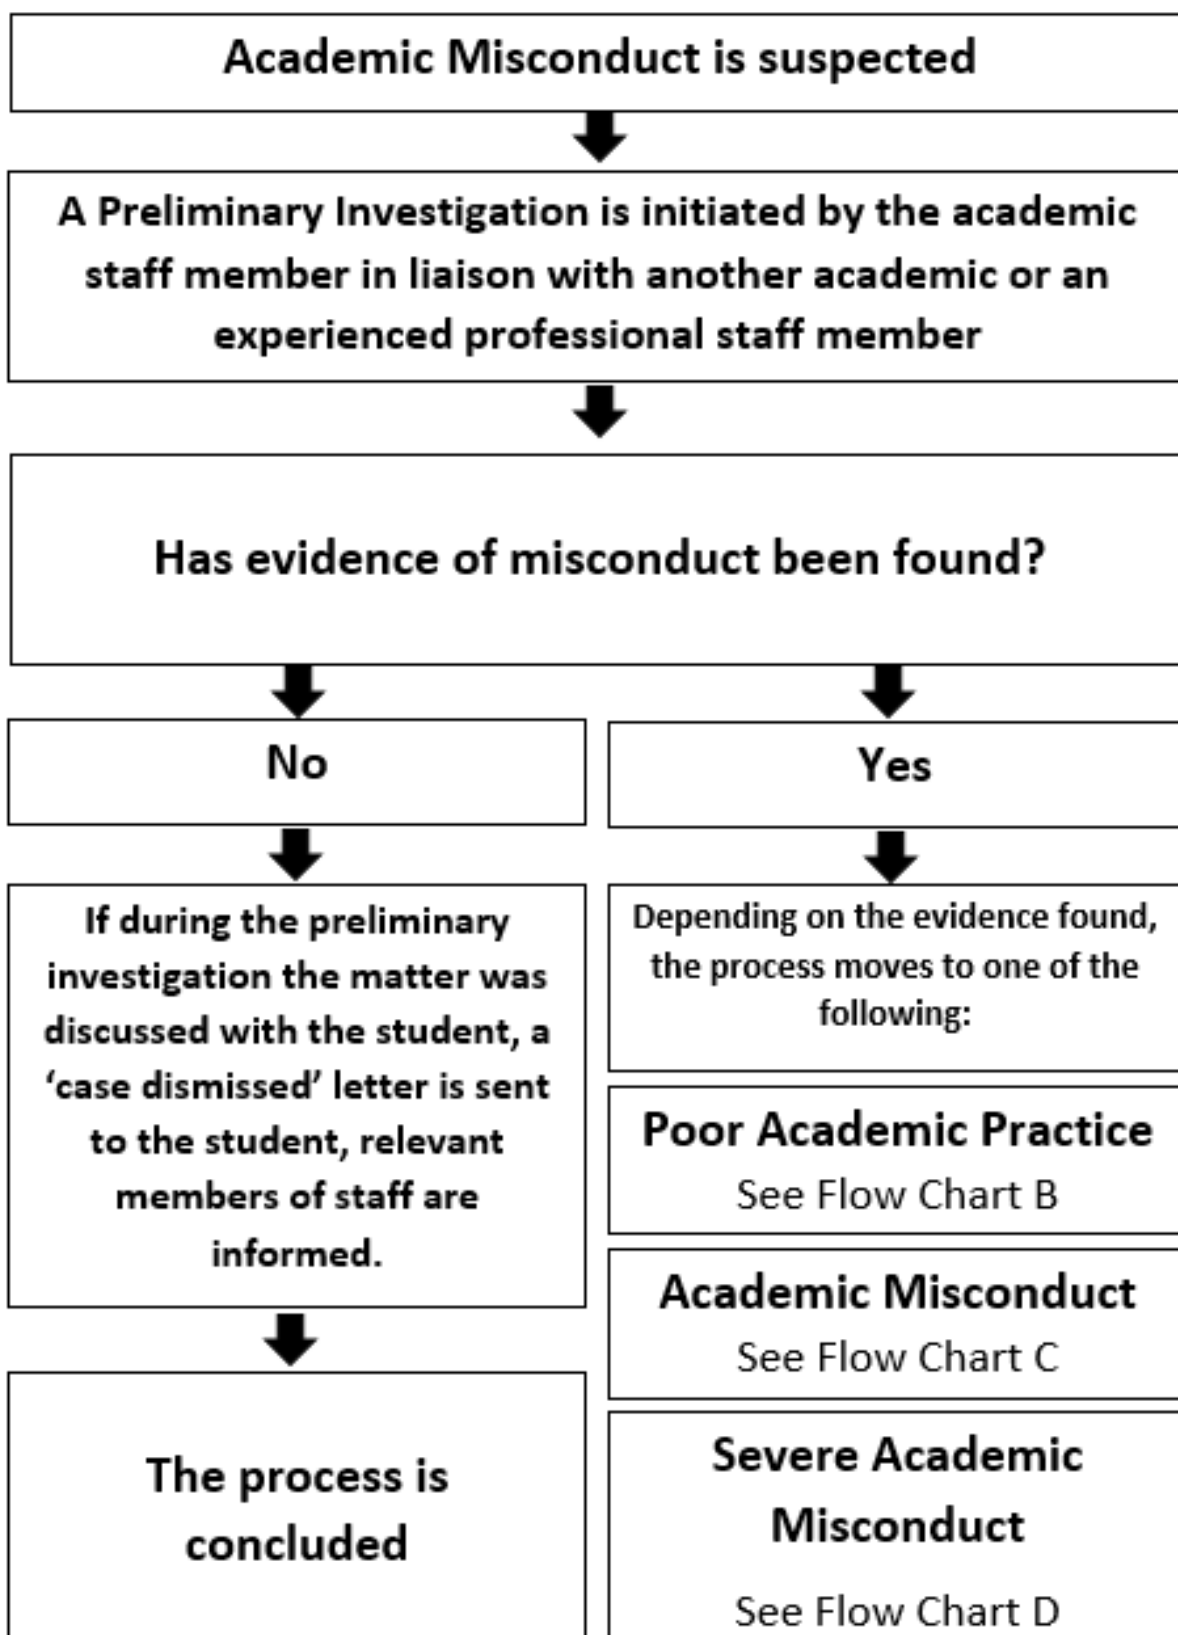 Academic Misconduct is suspected
A Preliminary Investigation is initiated by the academic
staff member in liaison with another academic or an
experienced professional staff member
Has evidence of misconduct been found?
No
If during the preliminary
investigation the matter was
discussed with the student, a
‘case dismissed’ letter is sent
to the student, relevant
members of staff are
informed.
The process is
concluded
Yes
Depending on the evidence found,
the process moves to one of the
following:
Poor Academic Practice
See Flow Chart B
Academic Misconduct
See Flow Chart C
Severe Academic
Misconduct
See Flow Chart D